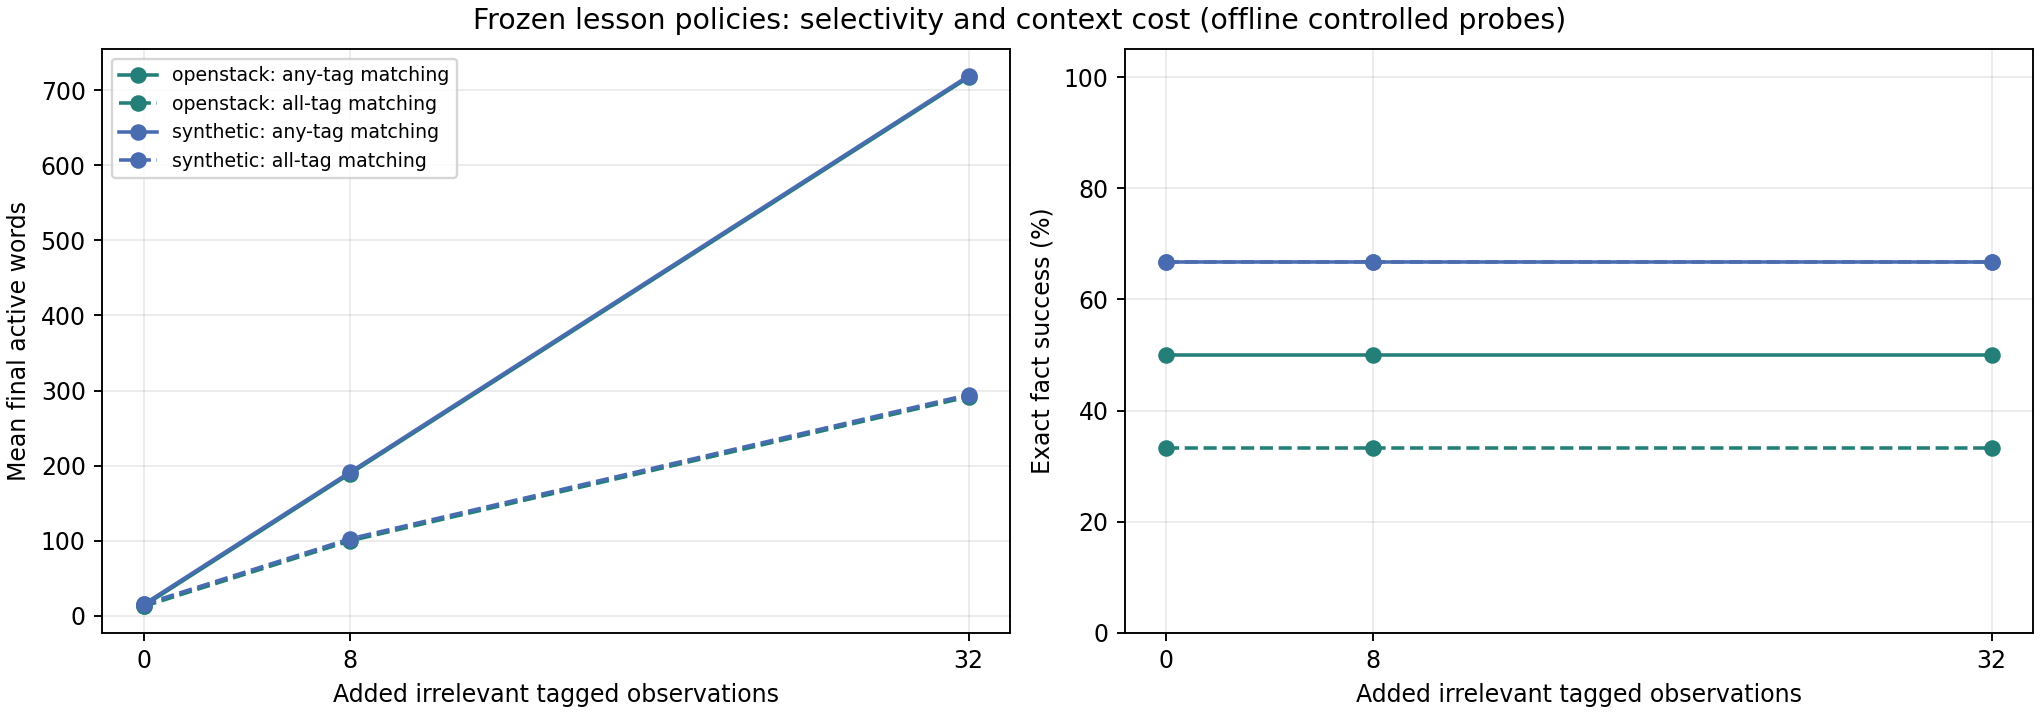 Frozen lesson policies: selectivity and context cost (offline controlled probes)
openstack: any-tag matching
openstack: all-tag matching
synthetic: any-tag matching
synthetic: all-tag matching
Mean final active words
700
600
500
400
300
200
100
0
0 8 32
Added irrelevant tagged observations
Exact fact success (%)
100
80
60
40
20
0
0 8 32
Added irrelevant tagged observations